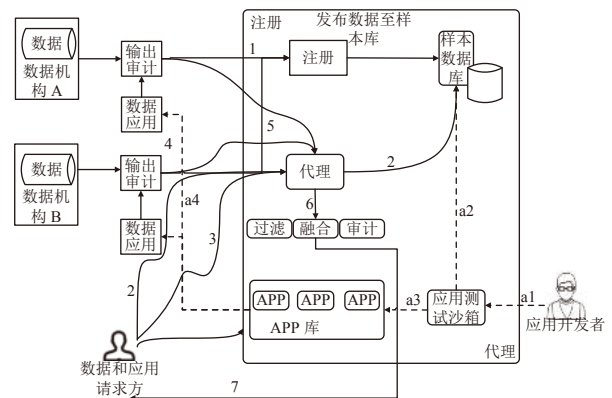 注册
发布数据至样
本库
数据
数据机
构 A
输出
审计
1
注册
样本
数据
库
数据
应用
4
5
数据
数据机
构 B
输出
审计
代理
2
a4
6
a2
数据
应用
3
过滤
融合
审计
2
APP
APP
APP
APP 库
a3
应用测
试沙箱
a1
应用开发者
代理
数据和应用
请求方
7